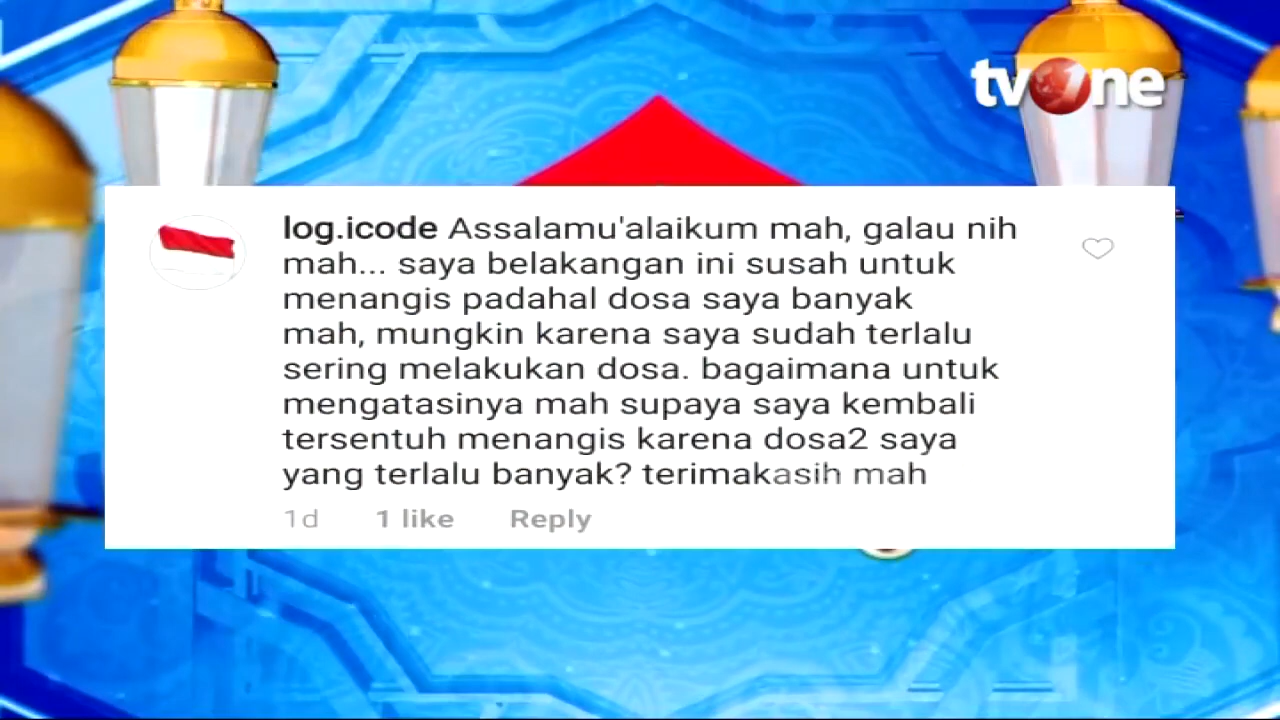 tvOne
log.icode Assalamu'alaikum mah, galau nih
mah... saya belakangan ini susah untuk
menangis padahal dosa saya banyak
mah, mungkin karena saya sudah terlalu
sering melakukan dosa. bagaimana untuk
mengatasinya mah supaya saya kembali
tersentuh menangis karena dosa2 saya
yang terlalu banyak? terimakasih mah
1d 1 like Reply